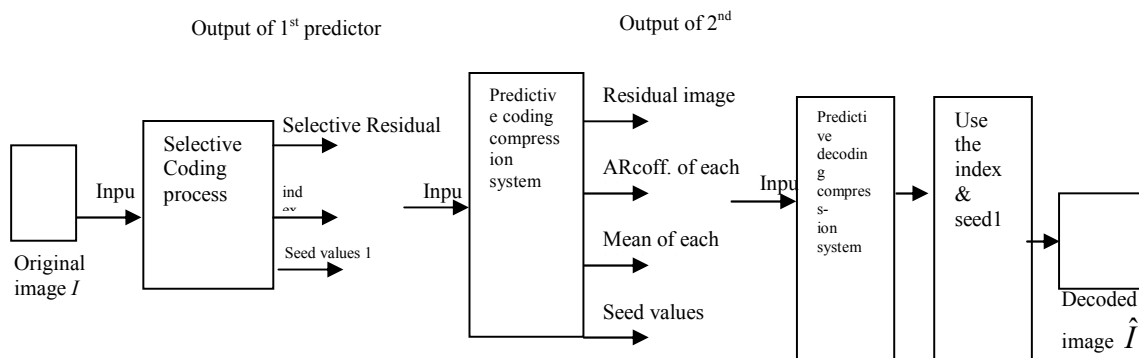 Output of 1st predictor
Output of 2nd
Original
image I
Inpu
Selective
Coding
process
Selective Residual
ind
ex
Seed values 1
Inpu
Predictiv
e coding
compress
ion
system
Residual image
ARcoff. of each
Mean of each
Seed values
Inpu
Predicti
ve
decodin
g
compres
s-
ion
system
Use
the
index
&
seed1
Decoded
image Î